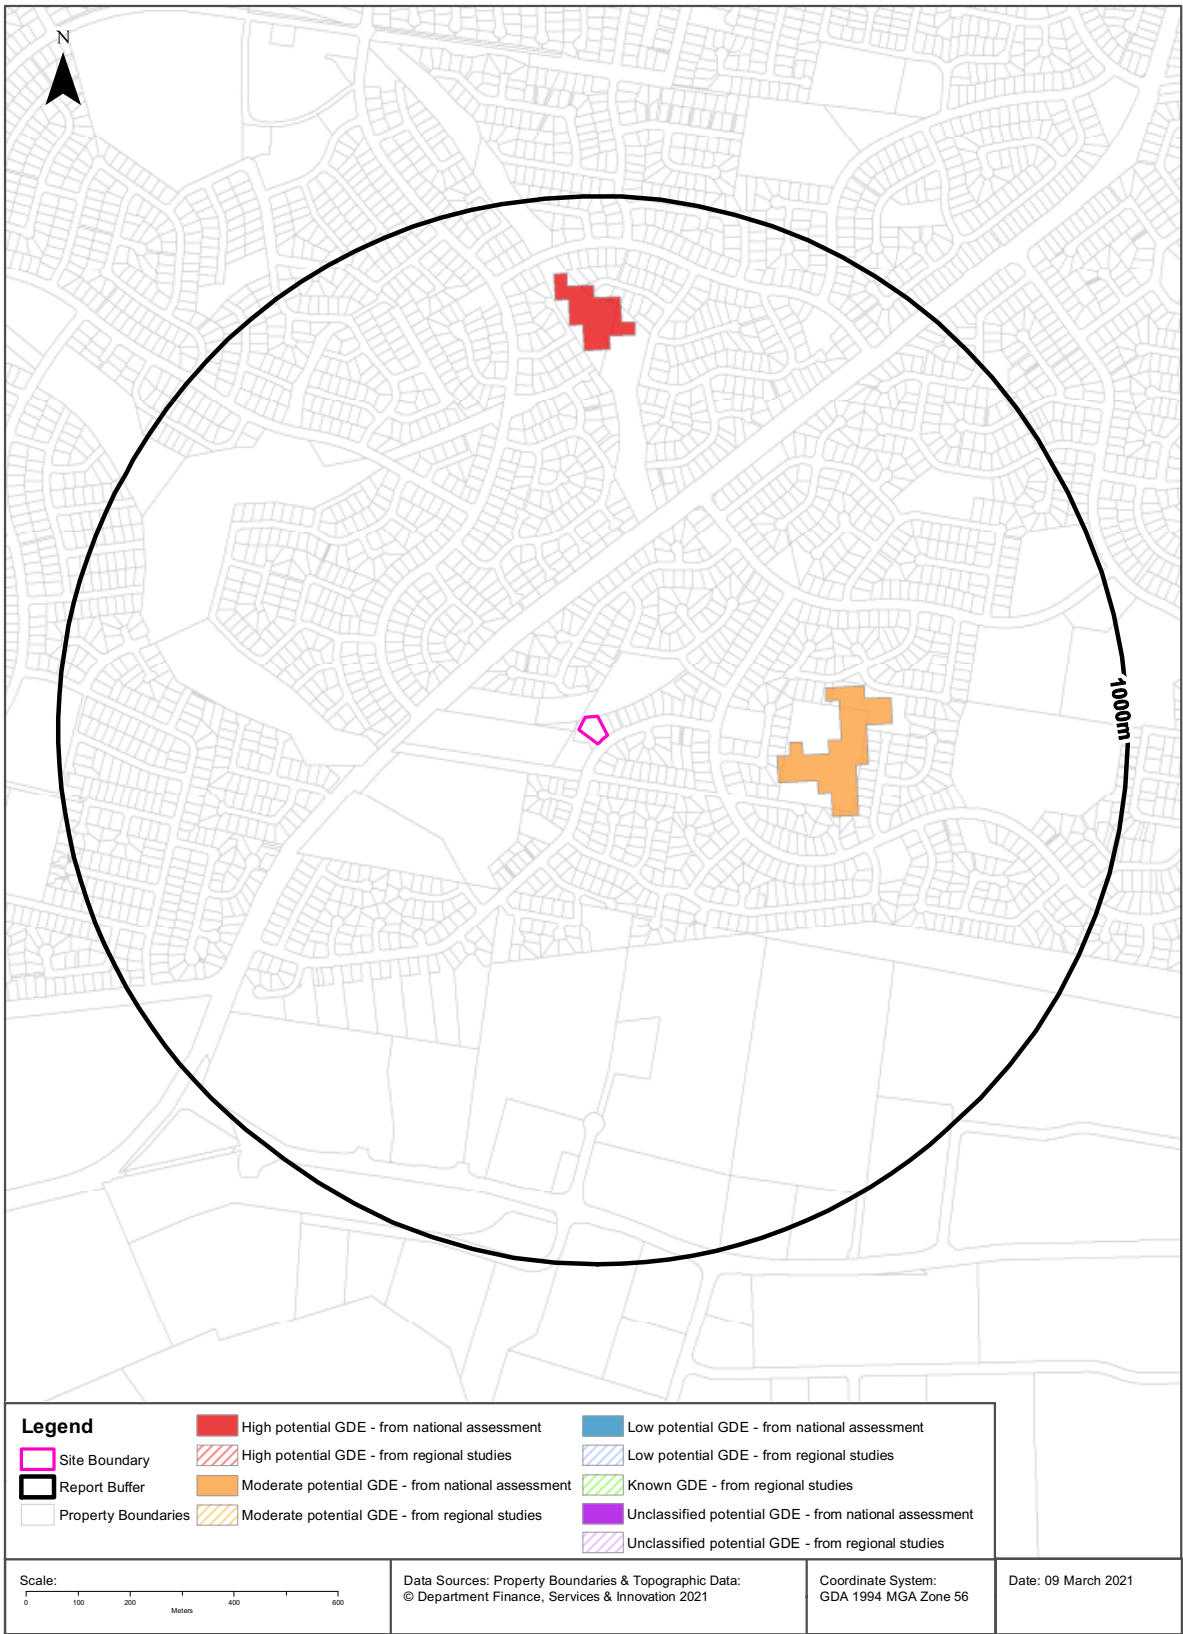 N
1000m
Legend
Site Boundary
Report Buffer
Property Boundaries
High potential GDE - from national assessment
High potential GDE - from regional studies
Moderate potential GDE - from national assessment
Moderate potential GDE - from regional studies
Low potential GDE - from national assessment
Low potential GDE - from regional studies
Known GDE - from regional studies
Unclassified potential GDE - from national assessment
Unclassified potential GDE - from regional studies
Scale:
0 100 200 400 600
Meters
Data Sources: Property Boundaries & Topographic Data:
© Department Finance, Services & Innovation 2021
Coordinate System:
GDA 1994 MGA Zone 56
Date: 09 March 2021